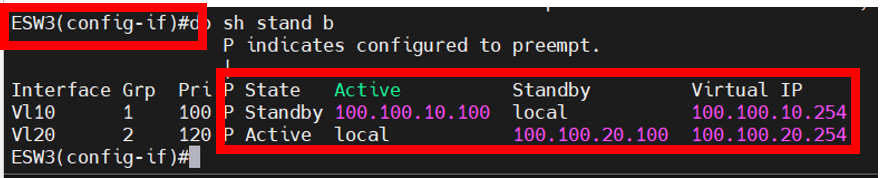 ESW3(config-if)#do sh stand b
P indicates configured to preempt.
|
Interface Grp Pri P State Active Standby Virtual IP
Vl10 1 100 P Standby 100.100.10.100 local 100.100.10.254
Vl20 2 120 P Active local 100.100.20.100 100.100.20.254
ESW3(config-if)#